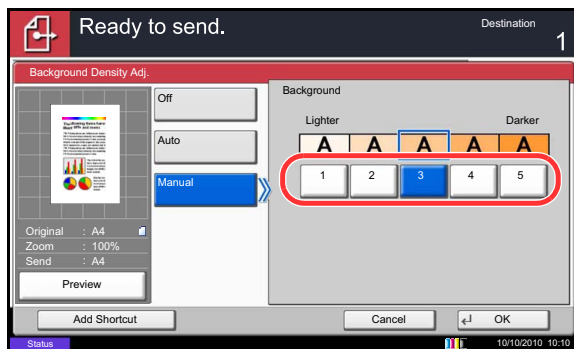 Ready to send.
Destination
1
Background Density Adj.
Off
Auto
Manual
Background
Lighter
Darker
A A A A A
1 2 3 4 5
Original : A4
Zoom : 100%
Send : A4
Preview
Add Shortcut
Cancel
OK
Status
10/10/2010 10:10